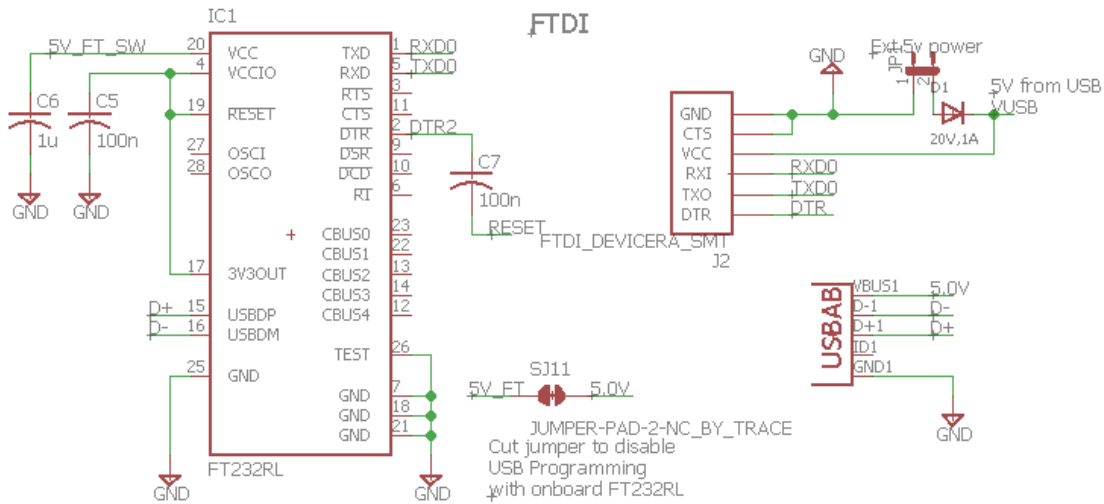 FTDI
IC1
5V_FT_SW
20 VCC TXD 1 RXD0
4 VCCIO RXD 5 TXD0
RTS 3
19 RESET CTS 11
DTR 2 DTR2
27 OSCI DSR 9
28 OSCO DCD 10
RI 6
CBUS0 23
CBUS1 22
17 3V3OUT CBUS2 13
CBUS3 14
D+ 15 USBDP CBUS4 12
D- 16 USBDM
TEST 26
25 GND
GND 7
GND 18
GND 21
FT232RL
C6
1u
C5
100n
GND
GND
GND
GND
C7
100n
RESET
GND
Ext 5v power
1 2
D1
20V,1A
5V from USB
VUSB
GND
CTS
VCC
RXI RXD0
TXO TXD0
DTR DTR
FTDI_DEVICERA_SMT
J2
USBAB
VBUS1 5.0V
D-1 D-
D+1 D+
ID1
GND1
GND
SJ11
5V_FT 5.0V
JUMPER-PAD-2-NC_BY_TRACE
Cut jumper to disable
USB Programming
with onboard FT232RL